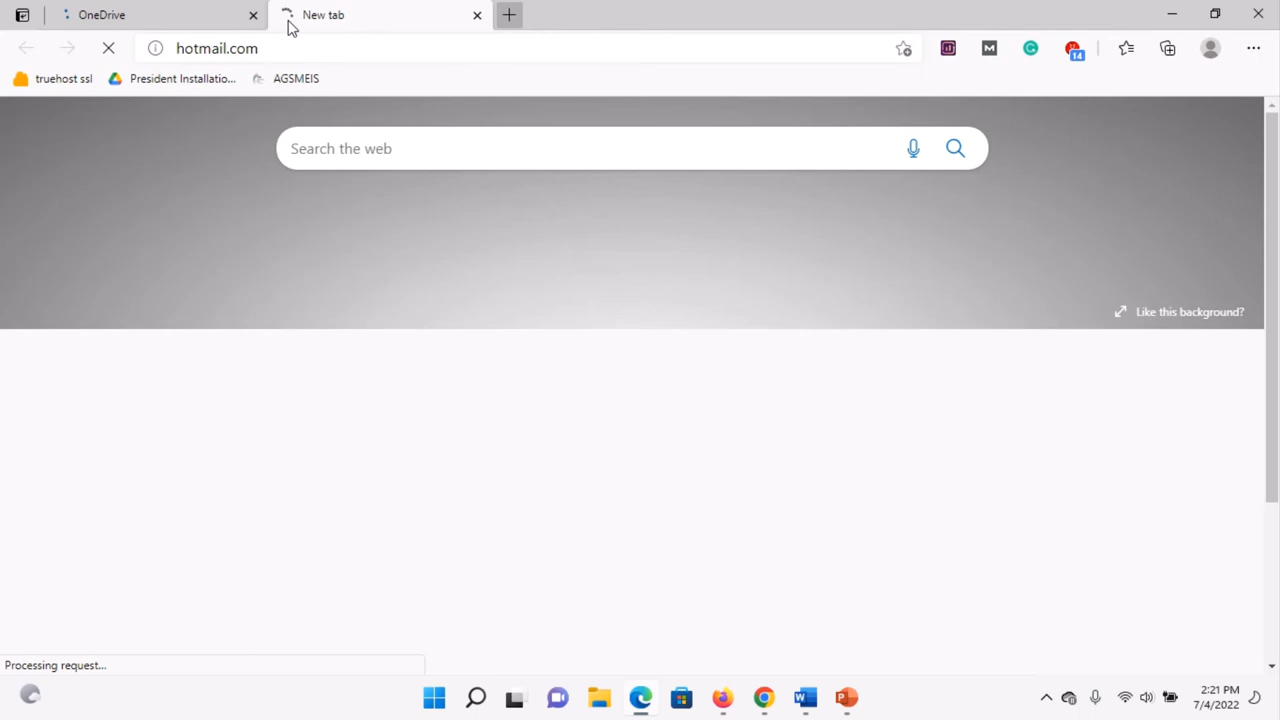 OneDrive
New tab
hotmail.com
14
truehost ssl
President Installatio...
AGSMEIS
Search the web
Like this background?
Processing request...
2:21 PM
7/4/2022